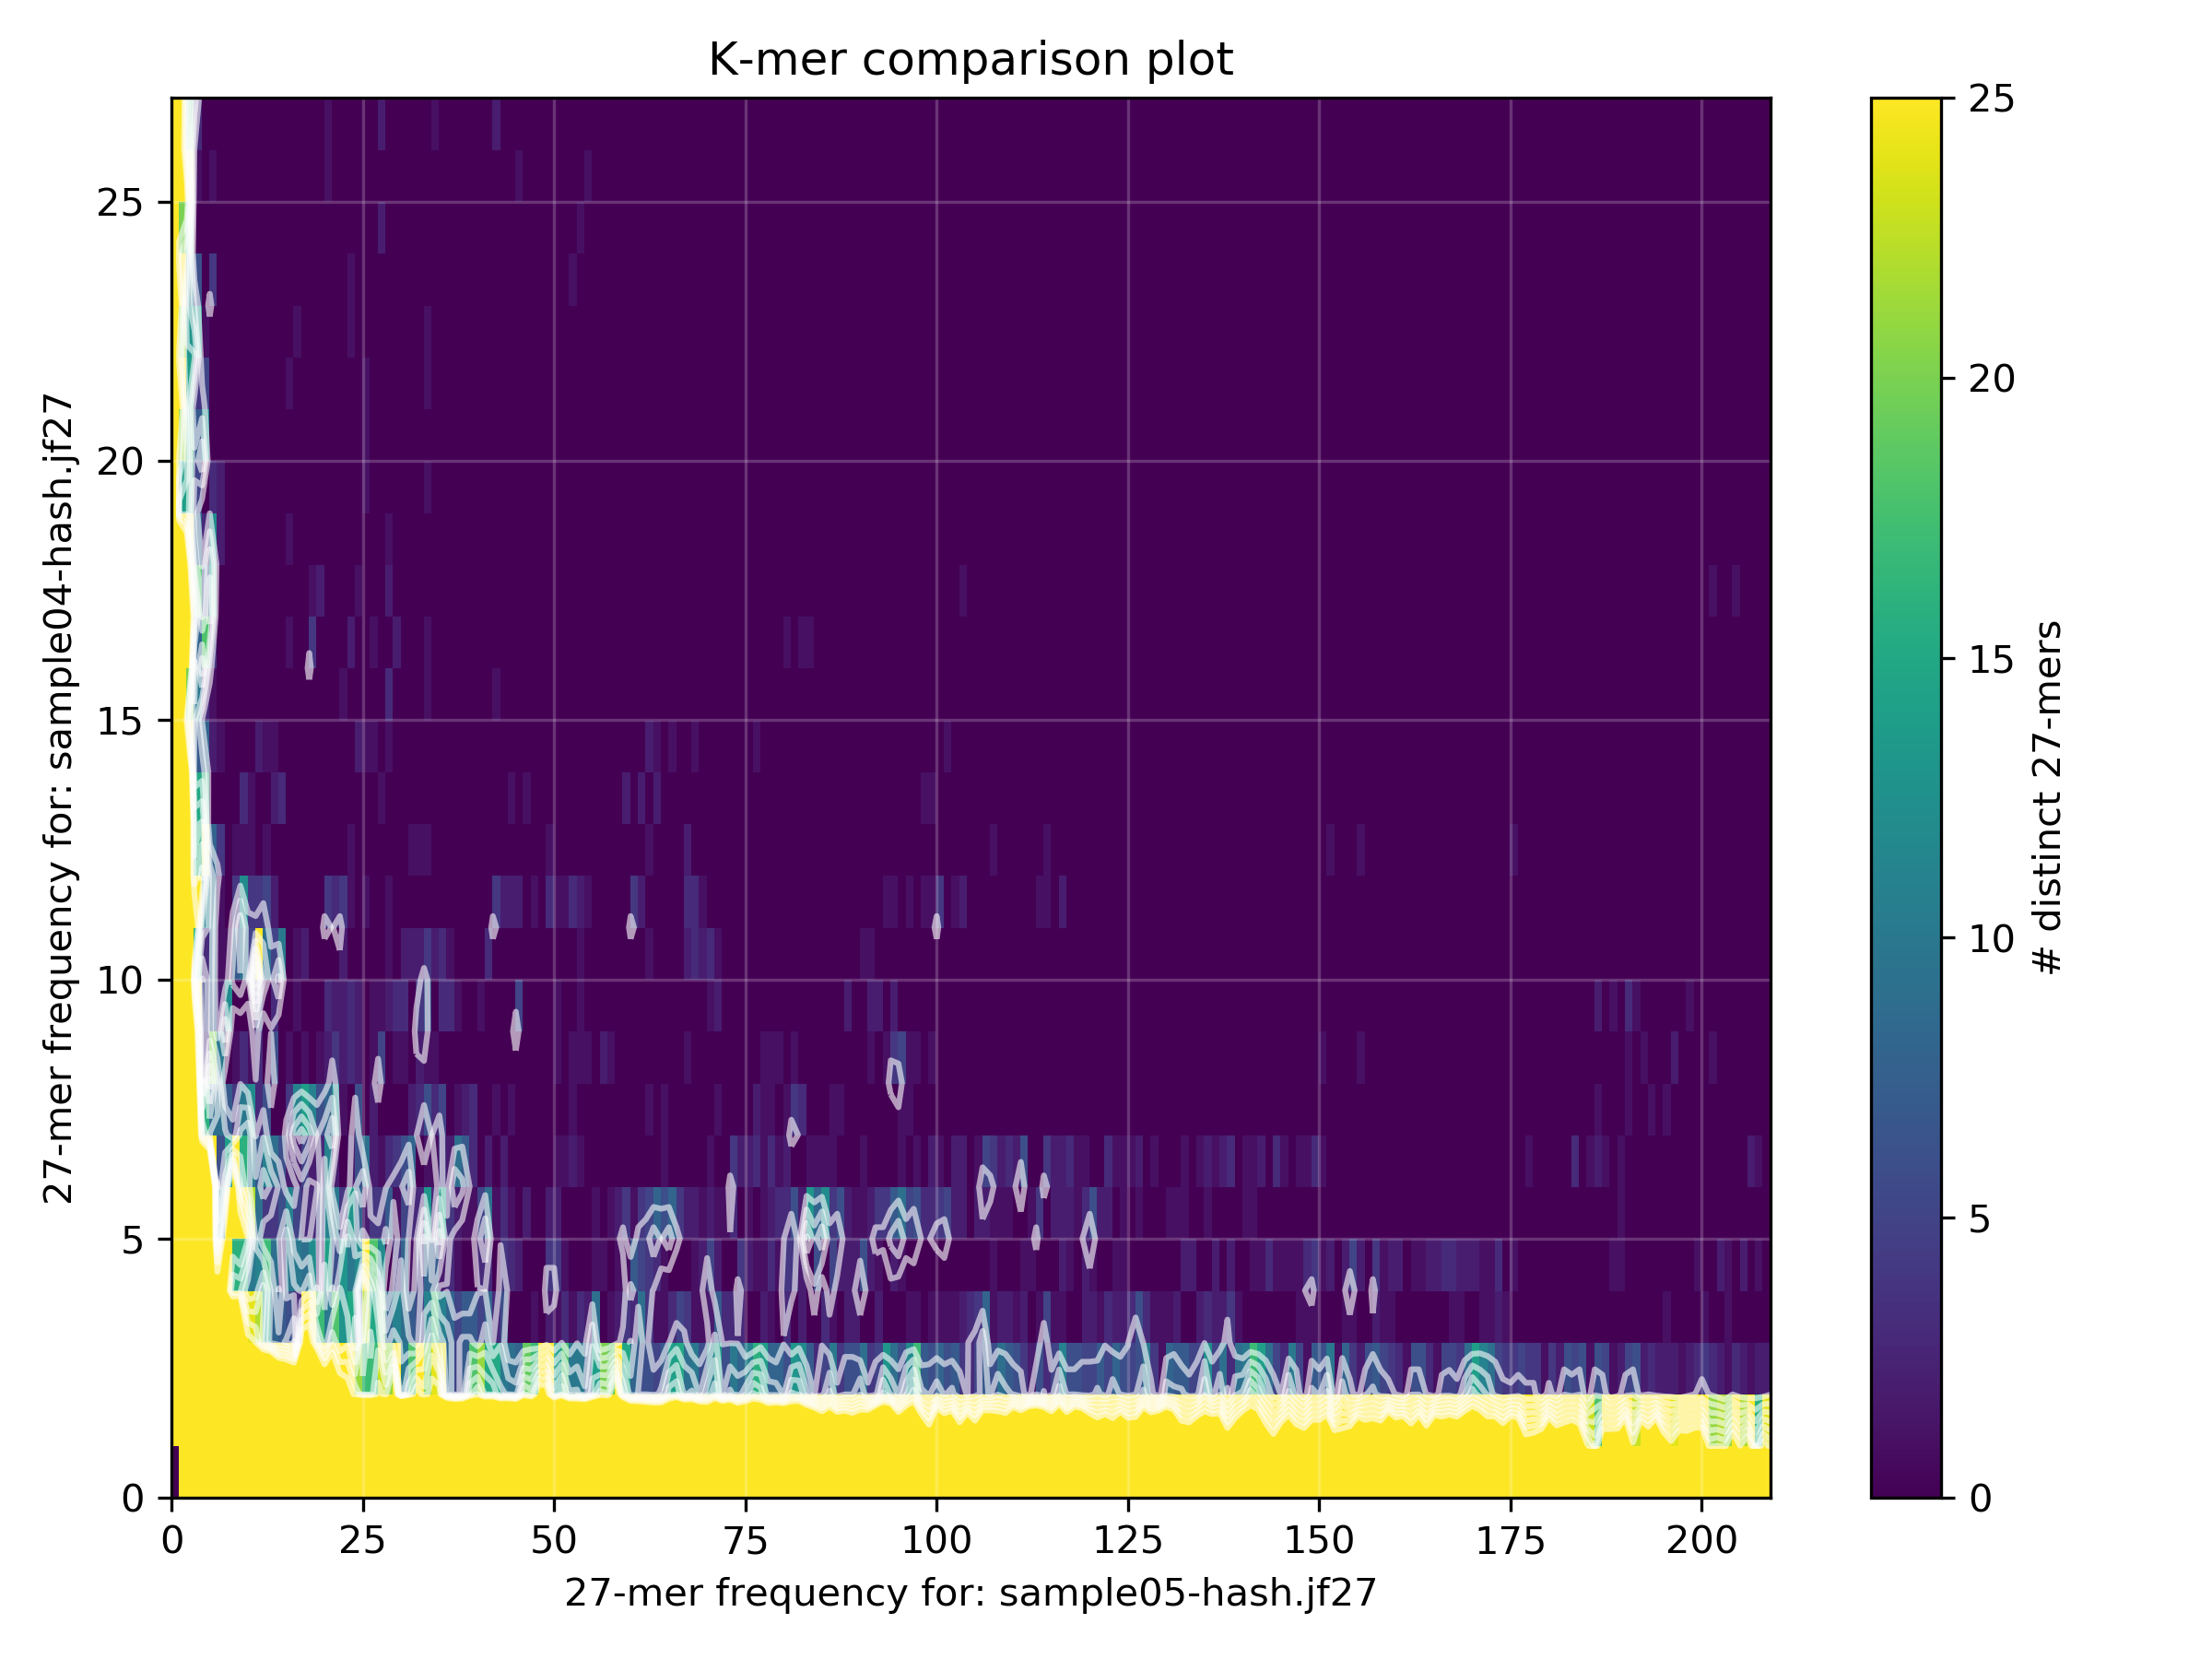 K-mer comparison plot
27-mer frequency for: sample04-hash.jf27
25
20
15
10
5
0
0 25 50 75 100 125 150 175 200
27-mer frequency for: sample05-hash.jf27
25
20
15
10
5
0
# distinct 27-mers